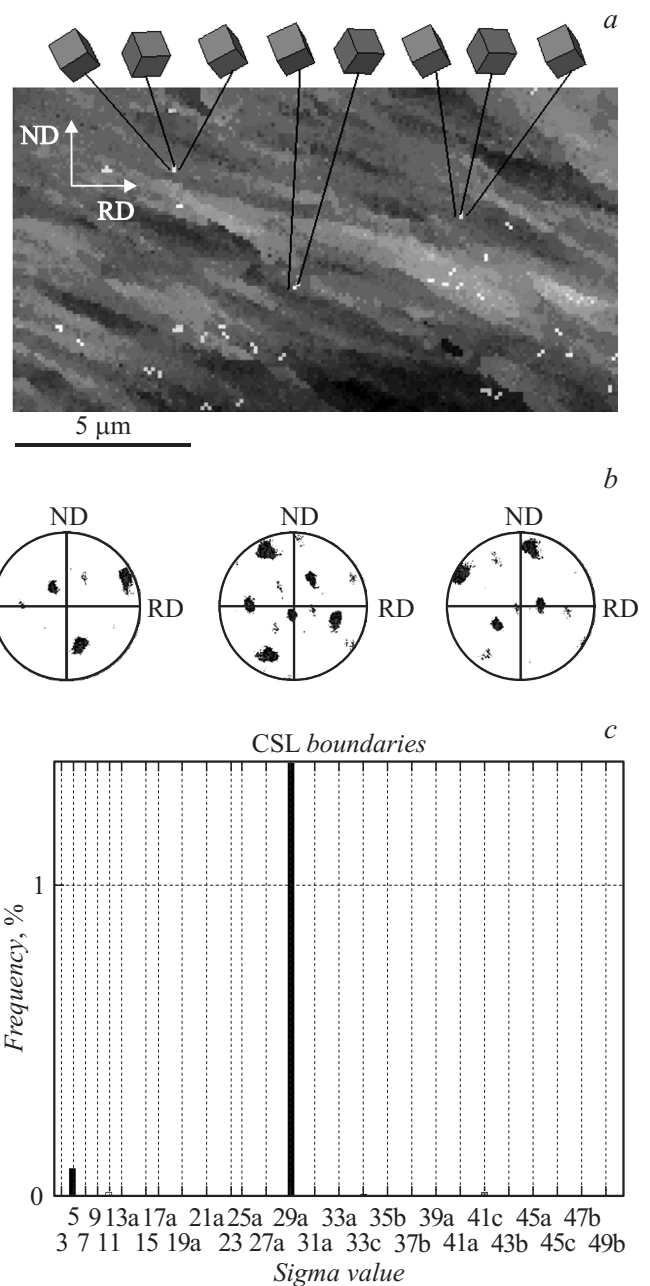 a
ND
RD
5 μm
b
ND ND ND
RD RD RD
c
CSL boundaries
1
Frequency, %
0
5 9 13a 17a 21a 25a 29a 33a 35b 39a 41c 45a 47b
3 7 11 15 19a 23 27a 31a 33c 37b 41a 43b 45c 49b
Sigma value